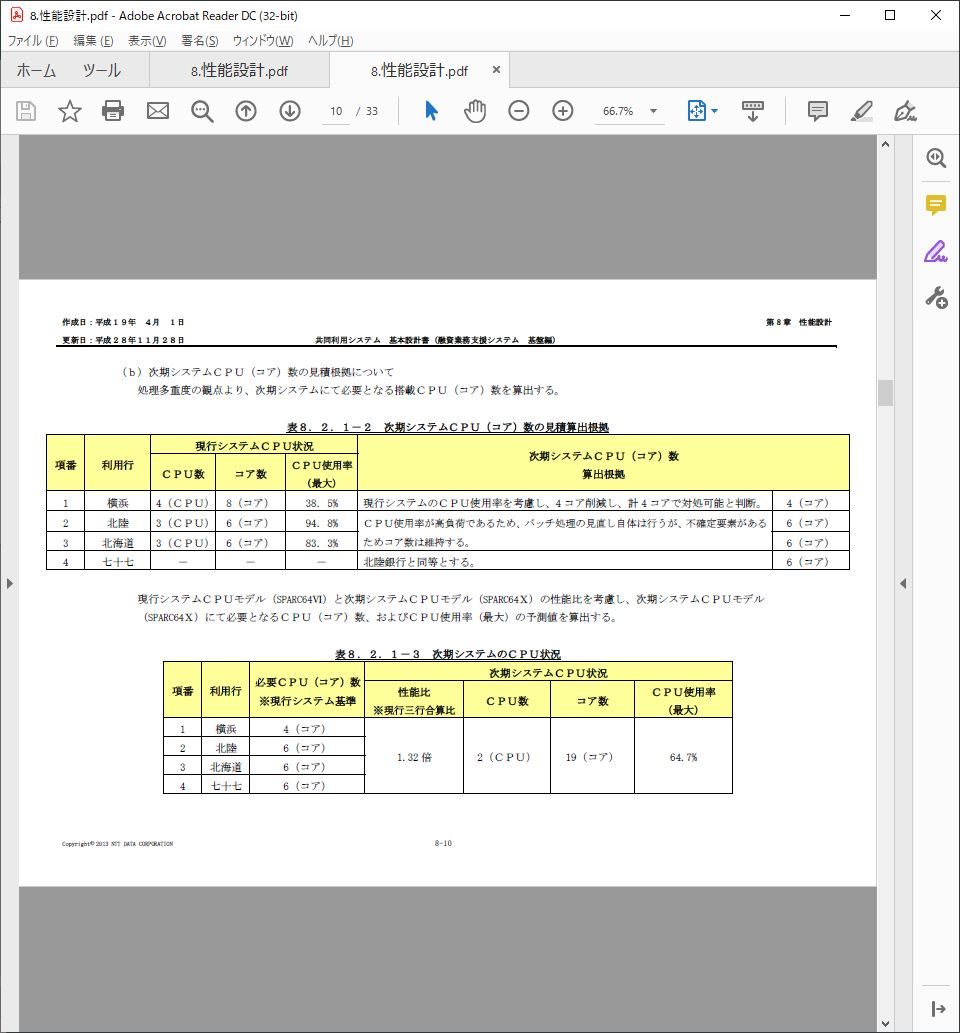 8.性能設計.pdf - Adobe Acrobat Reader DC (32-bit)
ファイル (F) 編集 (E) 表示(V) 署名(S) ウィンドウ(W) ヘルプ(H)
ホーム ツール 8.性能設計.pdf 8.性能設計.pdf ×
10 / 33 66.7%
作成日：平成１９年　４月　１日 第８章　性能設計
更新日：平成２８年１１月２８日 共同利用システム　基本設計書（融資業務支援システム　基盤編）
（ｂ）次期システムＣＰＵ（コア）数の見積根拠について
処理多重度の観点より、次期システムにて必要となる搭載ＣＰＵ（コア）数を算出する。
表８．２．１－２　次期システムＣＰＵ（コア）数の見積算出根拠
項番 利用行 現行システムＣＰＵ状況 次期システムＣＰＵ（コア）数
算出根拠
ＣＰＵ数 コア数 ＣＰＵ使用率
（最大）
1 横浜 4（ＣＰＵ） 8（コア） 38. 5% 現行システムのＣＰＵ使用率を考慮し、４コア削減し、計４コアで対処可能と判断。 4（コア）
2 北陸 3（ＣＰＵ） 6（コア） 94. 8% ＣＰＵ使用率が高負荷であるため、バッチ処理の見直し自体は行うが、不確定要素がある 6（コア）
3 北海道 3（ＣＰＵ） 6（コア） 83. 3% ためコア数は維持する。 6（コア）
4 七十七 － － － 北陸銀行と同等とする。 6（コア）
現行システムＣＰＵモデル（SPARC64Ⅵ）と次期システムＣＰＵモデル（SPARC64Ⅹ）の性能比を考慮し、次期システムＣＰＵモデル
（SPARC64Ⅹ）にて必要となるＣＰＵ（コア）数、およびＣＰＵ使用率（最大）の予測値を算出する。
表８．２．１－３　次期システムのＣＰＵ状況
項番 利用行 必要ＣＰＵ（コア）数
※現行システム基準 次期システムＣＰＵ状況
性能比
※現行三行合算比 ＣＰＵ数 コア数 ＣＰＵ使用率
（最大）
1 横浜 4（コア） 1.32 倍 2（ＣＰＵ） 19（コア） 64.7%
2 北陸 6（コア）
3 北海道 6（コア）
4 七十七 6（コア）
Copyright© 2013 NTT DATA CORPORATION 8-10